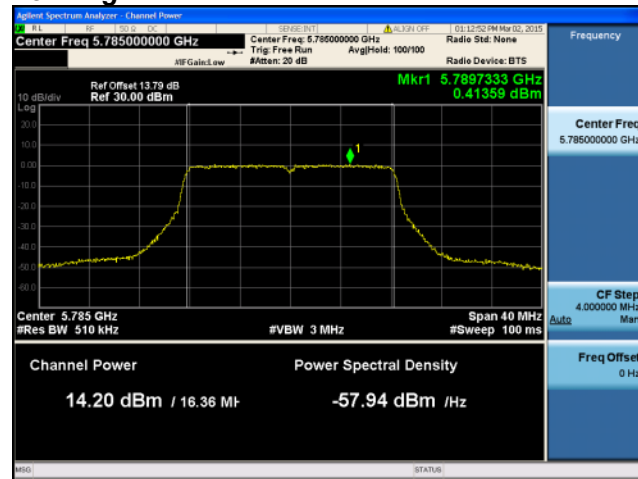 Agilent Spectrum Analyzer - Channel Power
RL RF 50 Ω DC SENSE:INT ALIGN OFF 01:12:52 PM Mar 02, 2015
Center Freq 5.785000000 GHz
Center Freq: 5.785000000 GHz
Radio Std: None
Trig: Free Run Avg|Hold: 100/100
#IFGain:Low #Atten: 20 dB Radio Device: BTS
Frequency
Mkr1 5.7897333 GHz
0.41359 dBm
Ref Offset 13.79 dB
10 dB/div Ref 30.00 dBm
Log
20.0
10.0
1
0.00
-10.0
-20.0
-30.0
-40.0
-50.0
-60.0
Center 5.785 GHz Span 40 MHz
#Res BW 510 kHz #VBW 3 MHz #Sweep 100 ms
Channel Power Power Spectral Density
14.20 dBm / 16.36 MH -57.94 dBm /Hz
Center Freq
5.785000000 GHz
CF Step
4.000000 MHz
Auto Man
Freq Offset
0 Hz
MSG STATUS